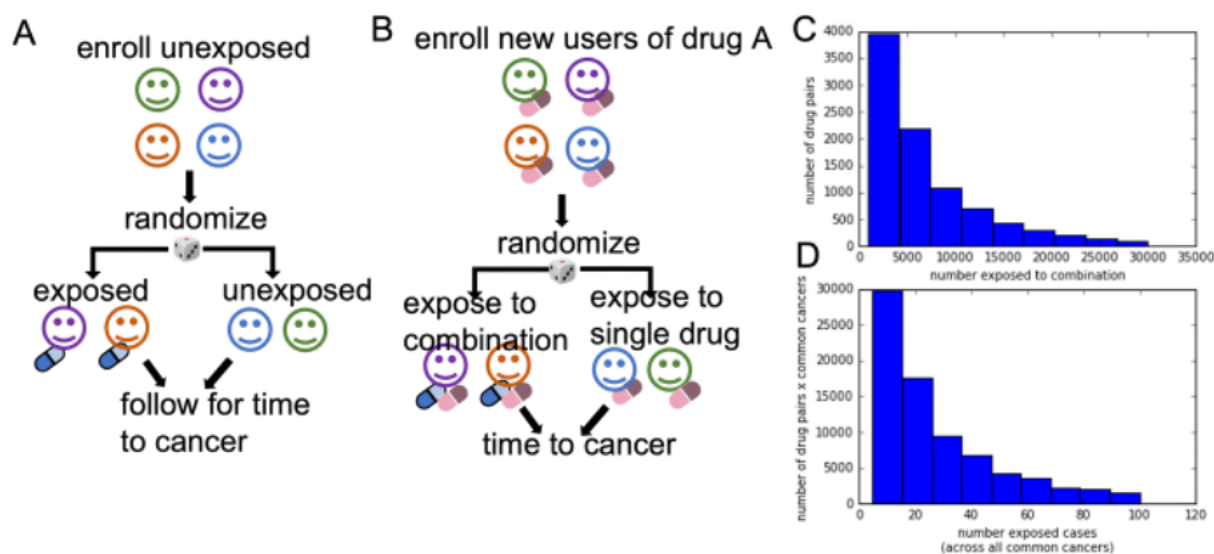 A
enroll unexposed
randomize
exposed
unexposed
follow for time
to cancer
B
enroll new users of drug A
randomize
expose to
combination
expose to
single drug
time to cancer
C
number of drug pairs
4000
3500
3000
2500
2000
1500
1000
500
0
0
5000
10000
15000
20000
25000
30000
35000
number exposed to combination
D
number of drug pairs x common cancers
30000
25000
20000
15000
10000
5000
0
0
20
40
60
80
100
120
number exposed cases
(across all common cancers)